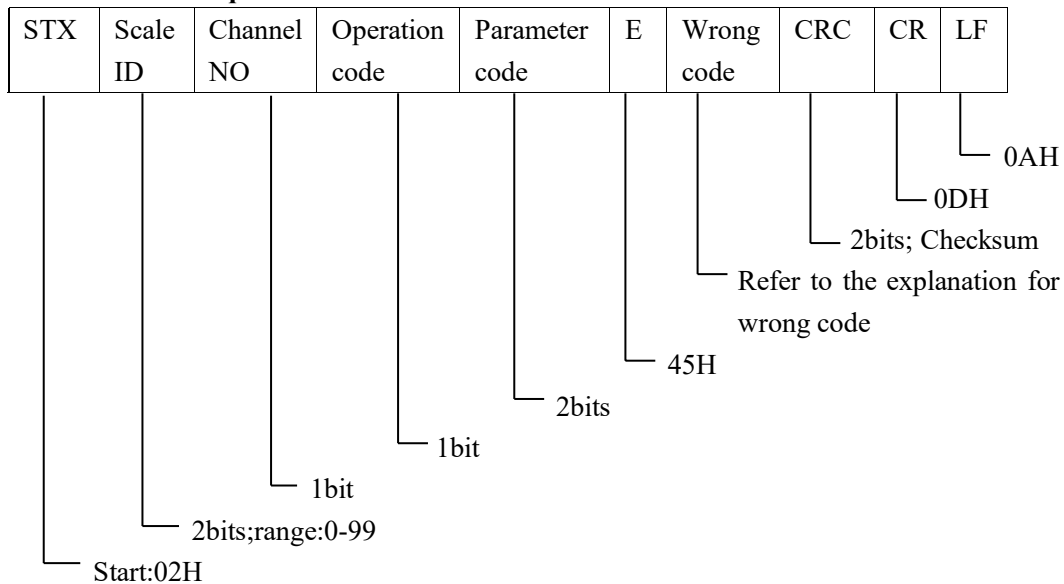 STX Scale ID Channel NO Operation code Parameter code E Wrong code CRC CR LF
0AH
0DH
2bits; Checksum
Refer to the explanation for
wrong code
45H
2bits
1bit
1bit
2bits;range:0-99
Start:02H